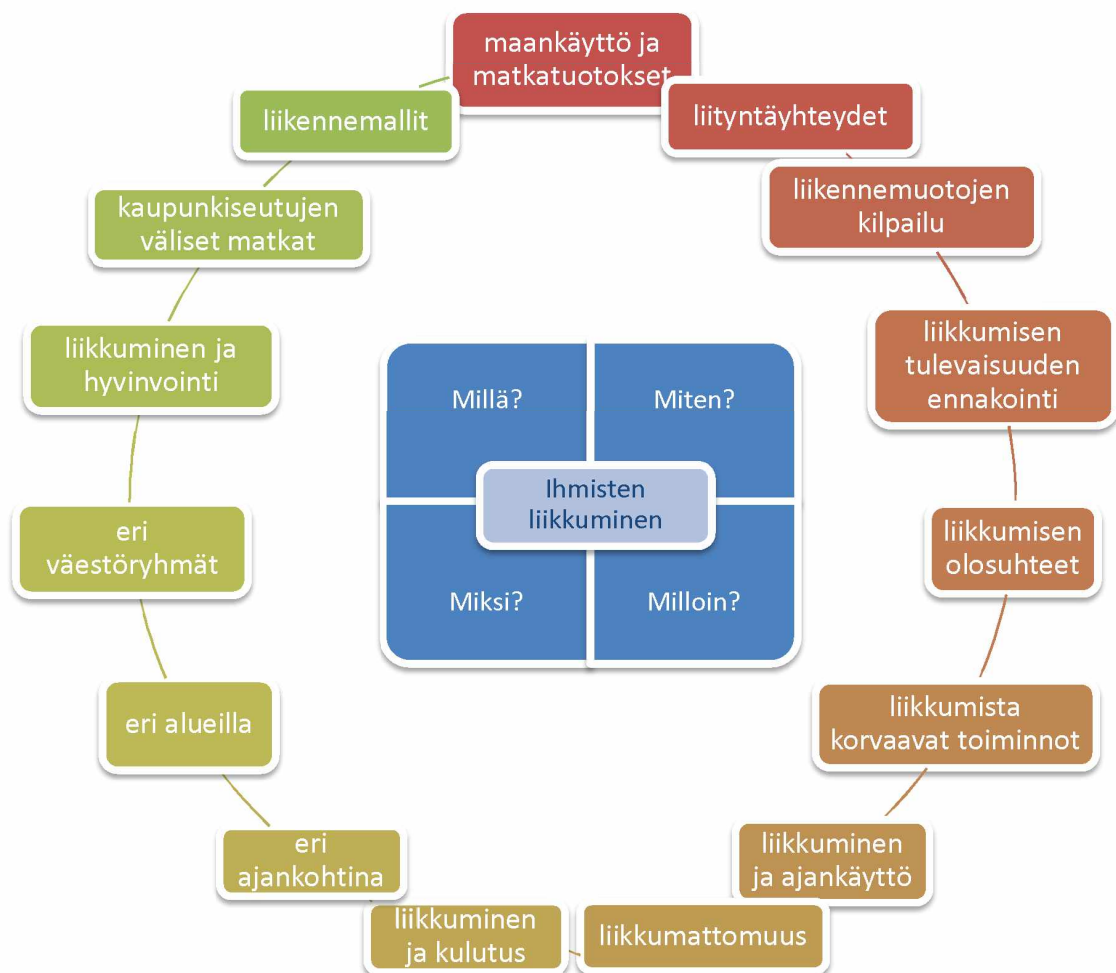 maankäyttö ja
matkatuotokset
liityntäyhteydet
liikennemuotojen
kilpailu
liikkumisen
tulevaisuuden
ennakointi
liikkumisen
olosuhteet
liikkumista
korvaavat toiminnot
liikkuminen
ja ajankäyttö
liikkumattomuus
liikkuminen
ja kulutus
eri
ajankohtina
eri alueilla
eri
väestöryhmät
liikkuminen ja
hyvinvointi
kaupunkiseutujen
väliset matkat
liikennemallit
Millä?
Miten?
Ihmisten
liikkuminen
Miksi?
Milloin?